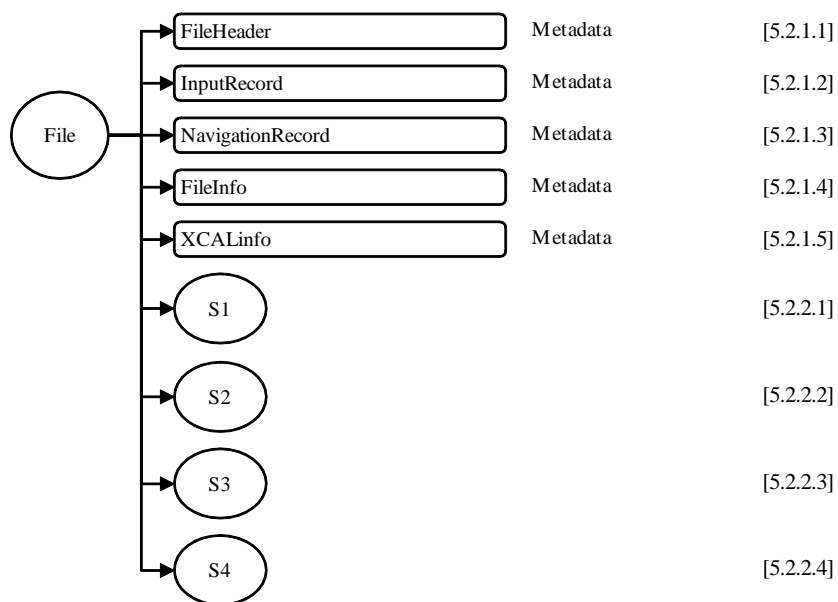 FileHeader Metadata [5.2.1.1]
InputRecord Metadata [5.2.1.2]
File NavigationRecord Metadata [5.2.1.3]
FileInfo Metadata [5.2.1.4]
XCALinfo Metadata [5.2.1.5]
S1 [5.2.2.1]
S2 [5.2.2.2]
S3 [5.2.2.3]
S4 [5.2.2.4]